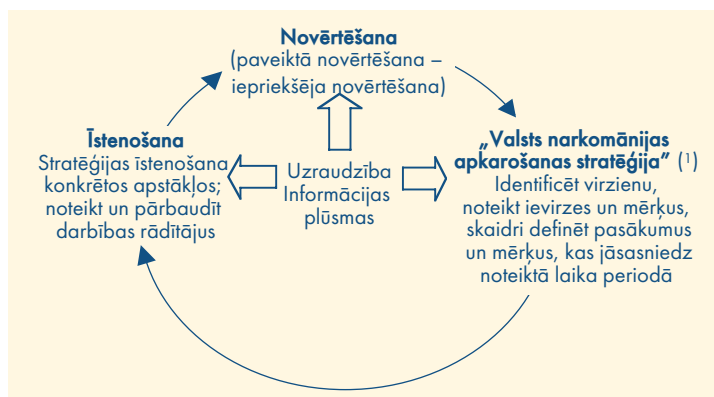 Novērtēšana
(paveiktā novērtēšana –
iepriekšēja novērtēšana)
Īstenošana
Stratēģijas īstenošana
konkrētos apstākļos;
noteikt un pārbaudīt
darbības rādītājus
Uzraudzība
Informācijas
plūsmas
„Valsts narkomānijas
apkarošanas stratēģija” (¹)
Identificēt virzienu,
noteikt ievirzes un mērķus,
skaidri definēt pasākumus
un mērķus, kas jāsasniedz
noteiktā laika periodā